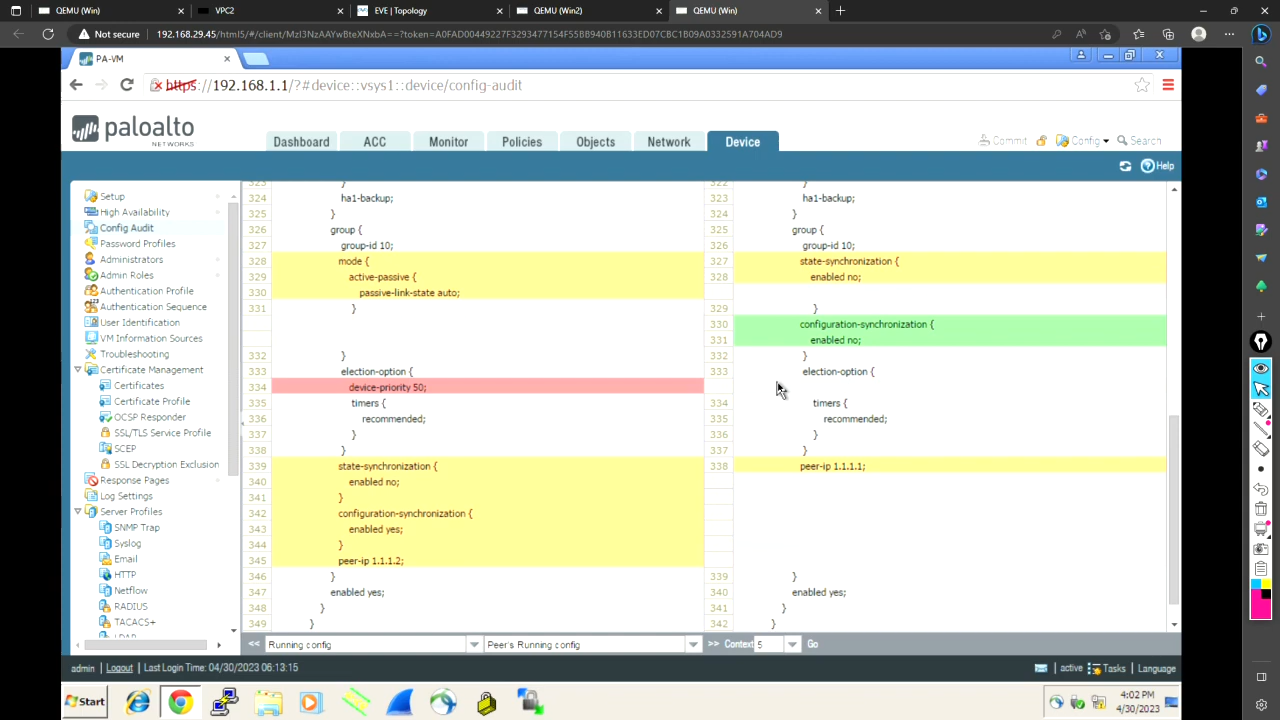 QEMU (Win)
VPC2
EVE | Topology
QEMU (Win2)
QEMU (Win)
Not secure
192.168.29.45/html5/#/client/MzI3NzAAYwBteXNxbA==?token=A0FAD00449227F3293477154F55BB940B11633ED07CBC1B09A0332591A704AD9
PA-VM
https://192.168.1.1/?#device::vsys1::device/config-audit
paloalto
NETWORKS
Dashboard
ACC
Monitor
Policies
Objects
Network
Device
Commit
Config
Search
Help
Setup
High Availability
Config Audit
Password Profiles
Administrators
Admin Roles
Authentication Profile
Authentication Sequence
User Identification
VM Information Sources
Troubleshooting
Certificate Management
Certificates
Certificate Profile
OCSP Responder
SSL/TLS Service Profile
SCEP
SSL Decryption Exclusion
Response Pages
Log Settings
Server Profiles
SNMP Trap
Syslog
Email
HTTP
Netflow
RADIUS
TACACS+
LDAP
323 }
324 ha1-backup;
325 }
326 group {
327 group-id 10;
328 mode {
329 active-passive {
330 passive-link-state auto;
331 }
332 }
333 election-option {
334 device-priority 50;
335 timers {
336 recommended;
337 }
338 }
339 state-synchronization {
340 enabled no;
341 }
342 configuration-synchronization {
343 enabled yes;
344 }
345 peer-ip 1.1.1.2;
346 }
347 enabled yes;
348 }
349 }
322 }
323 ha1-backup;
324 }
325 group {
326 group-id 10;
327 state-synchronization {
328 enabled no;
329 }
330 configuration-synchronization {
331 enabled no;
332 }
333 election-option {
334 timers {
335 recommended;
336 }
337 }
338 peer-ip 1.1.1.1;
339 }
340 enabled yes;
341 }
342 }
<< Running config
Peer's Running config
>> Context 5
Go
admin | Logout | Last Login Time: 04/30/2023 06:13:15
active
Tasks | Language
Start
4:02 PM
4/30/2023